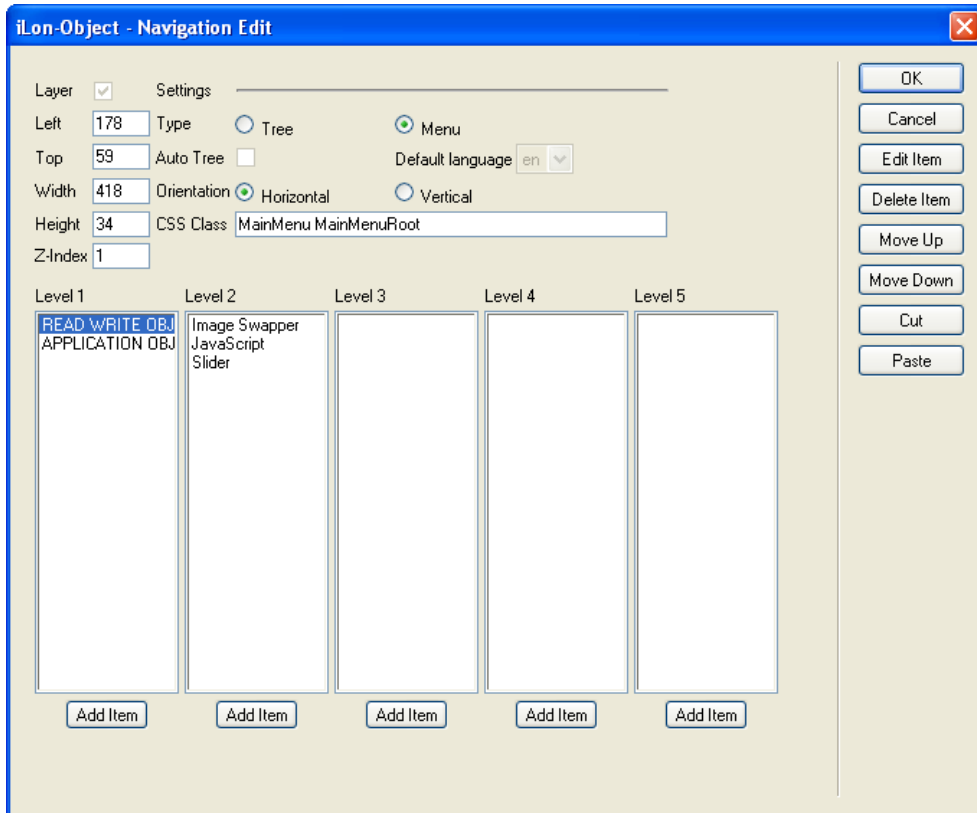 iLon-Object - Navigation Edit
Layer Settings
Left 178 Type Tree Menu
Top 59 Auto Tree Default language en
Width 418 Orientation Horizontal Vertical
Height 34 CSS Class MainMenu MainMenuRoot
Z-Index 1
Level 1 Level 2 Level 3 Level 4 Level 5
READ WRITE OBJ Image Swapper
APPLICATION OBJ JavaScript
Slider
Add Item Add Item Add Item Add Item Add Item
OK
Cancel
Edit Item
Delete Item
Move Up
Move Down
Cut
Paste